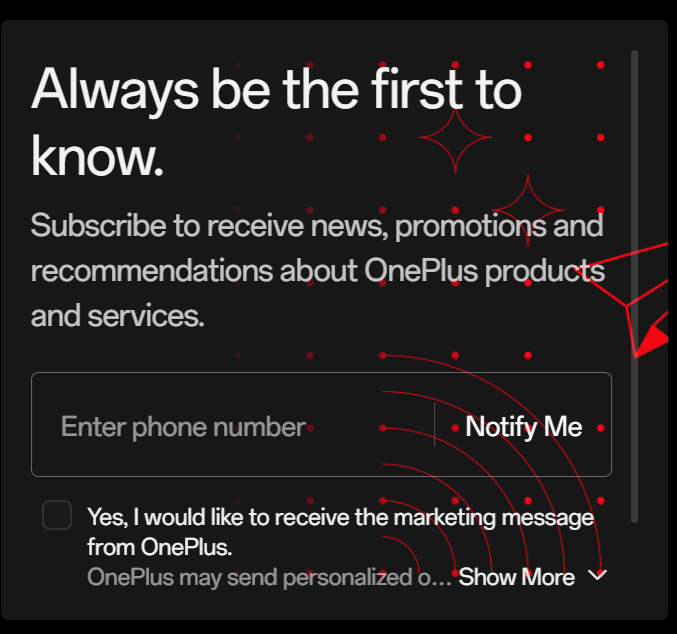 Always be the first to
know.
Subscribe to receive news, promotions and
recommendations about OnePlus products
and services.
Enter phone number
Notify Me
Yes, I would like to receive the marketing message
from OnePlus.
OnePlus may send personalized o... Show More